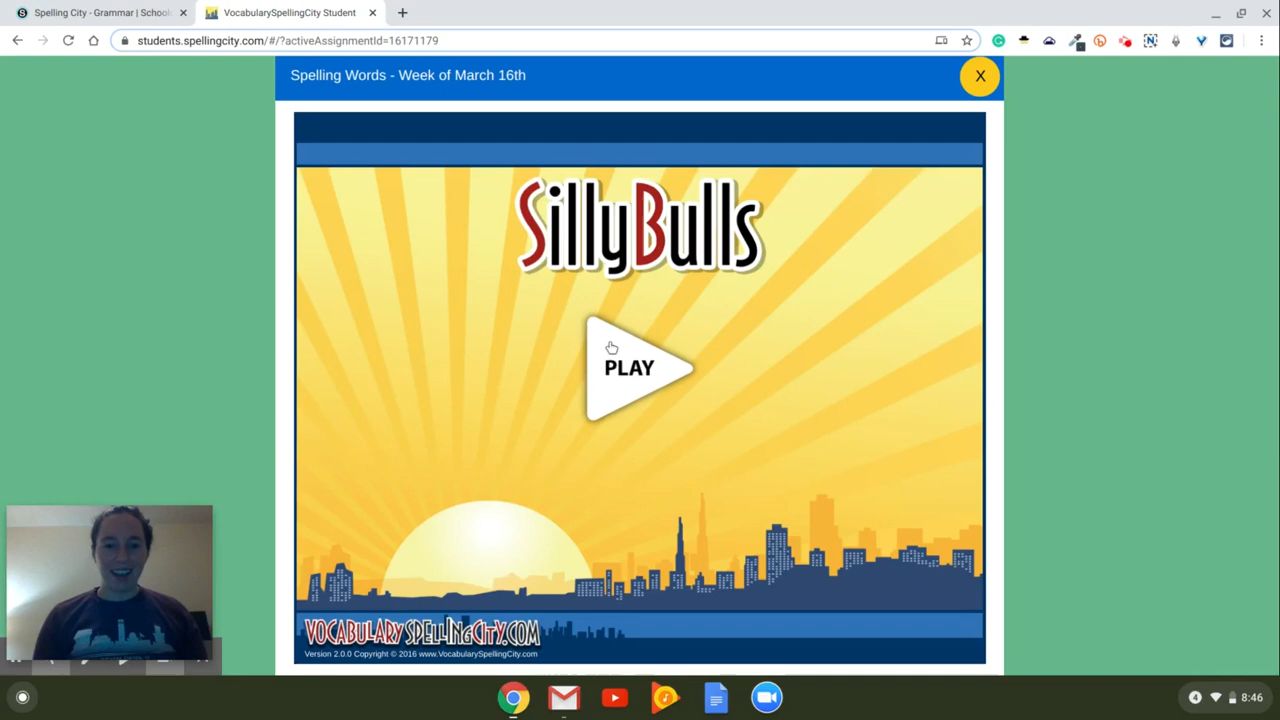 Spelling City - Grammar | School
VocabularySpellingCity Student
students.spellingcity.com/#/?activeAssignmentId=16171179
Spelling Words - Week of March 16th
X
SillyBulls
PLAY
VOCABULARYSPELLINGCITY.COM
Version 2.0.0 Copyright © 2016 www.VocabularySpellingCity.com
4
8:46